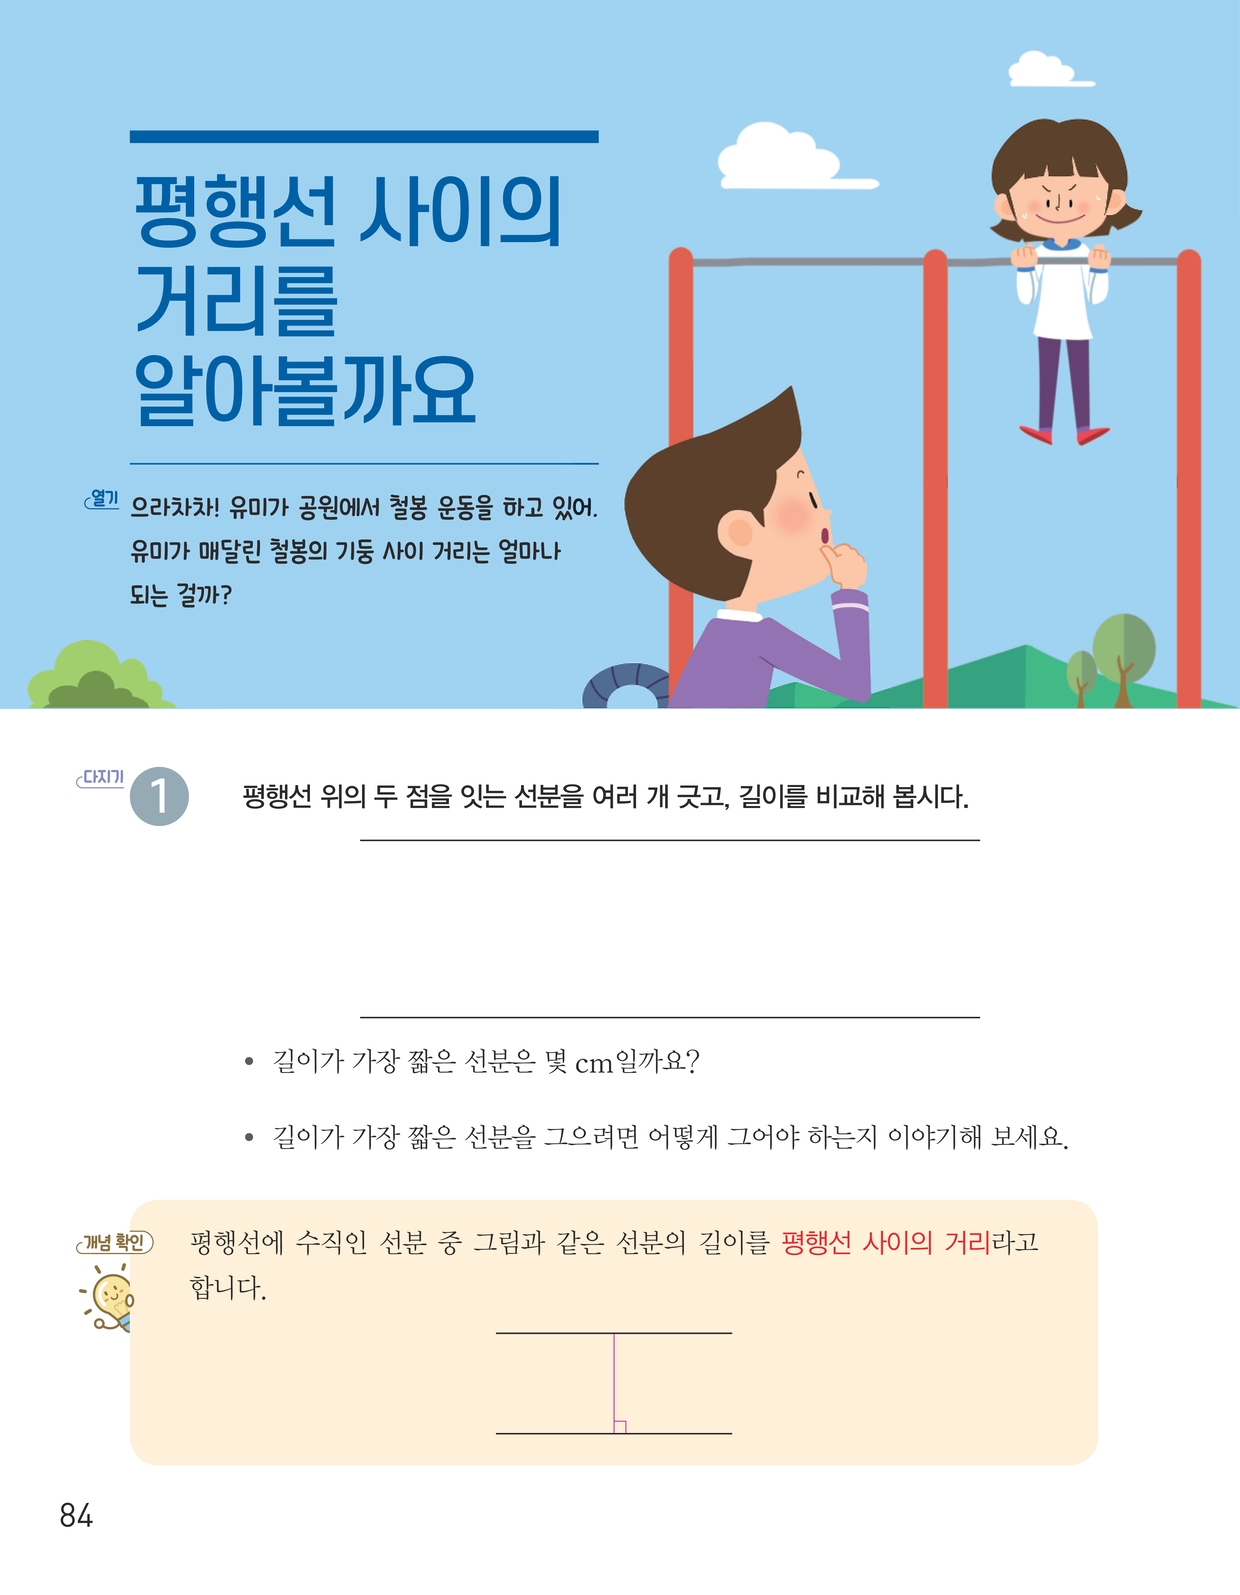 평행선 사이의
거리를
알아볼까요
열기
으라차차! 유미가 공원에서 철봉 운동을 하고 있어.
유미가 매달린 철봉의 기둥 사이 거리는 얼마나
되는 걸까?
다지기
1 평행선 위의 두 점을 잇는 선분을 여러 개 긋고, 길이를 비교해 봅시다.
• 길이가 가장 짧은 선분은 몇 cm일까요?
• 길이가 가장 짧은 선분을 그으려면 어떻게 그어야 하는지 이야기해 보세요.
개념 확인
평행선에 수직인 선분 중 그림과 같은 선분의 길이를 평행선 사이의 거리라고
합니다.
84